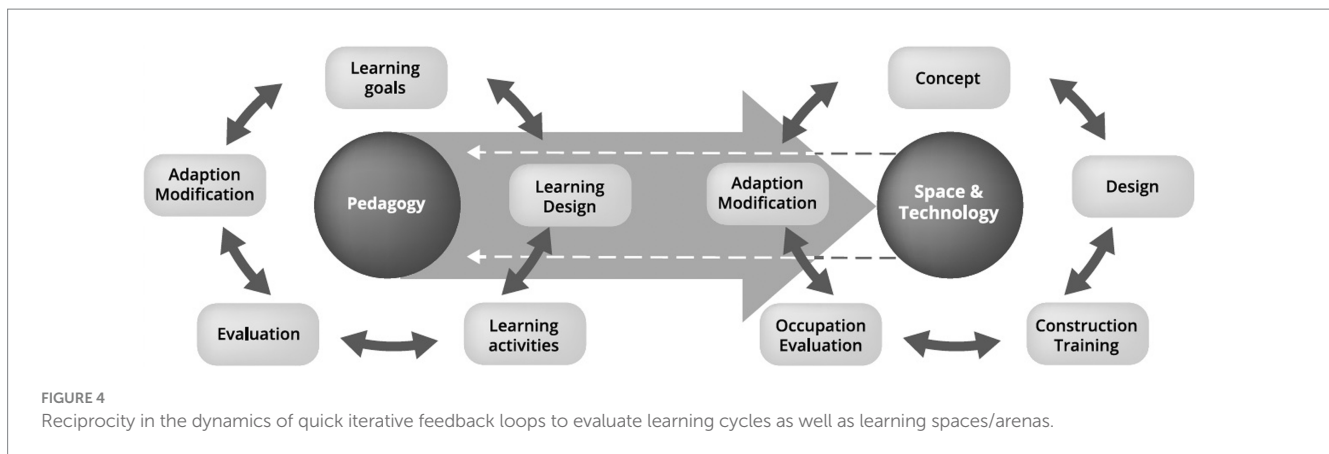 Learning
goals
Concept
Adaption
Modification
Pedagogy
Learning
Design
Adaption
Modification
Space &
Technology
Design
Evaluation
Learning
activities
Occupation
Evaluation
Construction
Training
FIGURE 4
Reciprocity in the dynamics of quick iterative feedback loops to evaluate learning cycles as well as learning spaces/arenas.